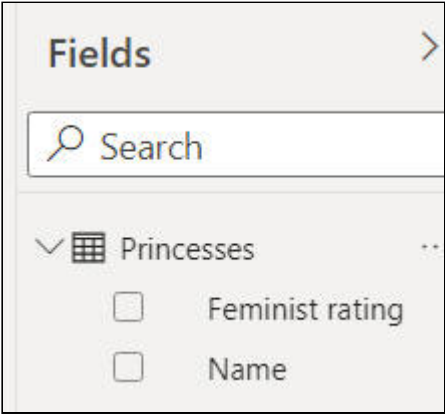 Fields
Search
Princesses
Feminist rating
Name